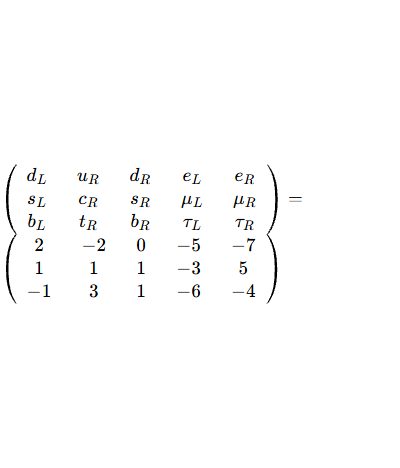 ( d_L u_R d_R e_L e_R
s_L c_R s_R μ_L μ_R
b_L t_R b_R τ_L τ_R ) =
( 2 −2 0 −5 −7
1 1 1 −3 5
−1 3 1 −6 −4 )